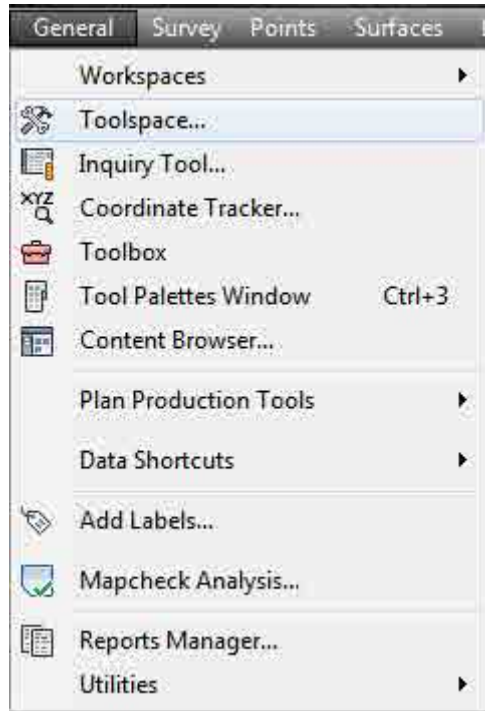 General Survey Points Surfaces
Workspaces
Toolspace...
Inquiry Tool...
XYZ
Coordinate Tracker...
Toolbox
Tool Palettes Window Ctrl+3
Content Browser...
Plan Production Tools
Data Shortcuts
Add Labels...
Mapcheck Analysis...
Reports Manager...
Utilities